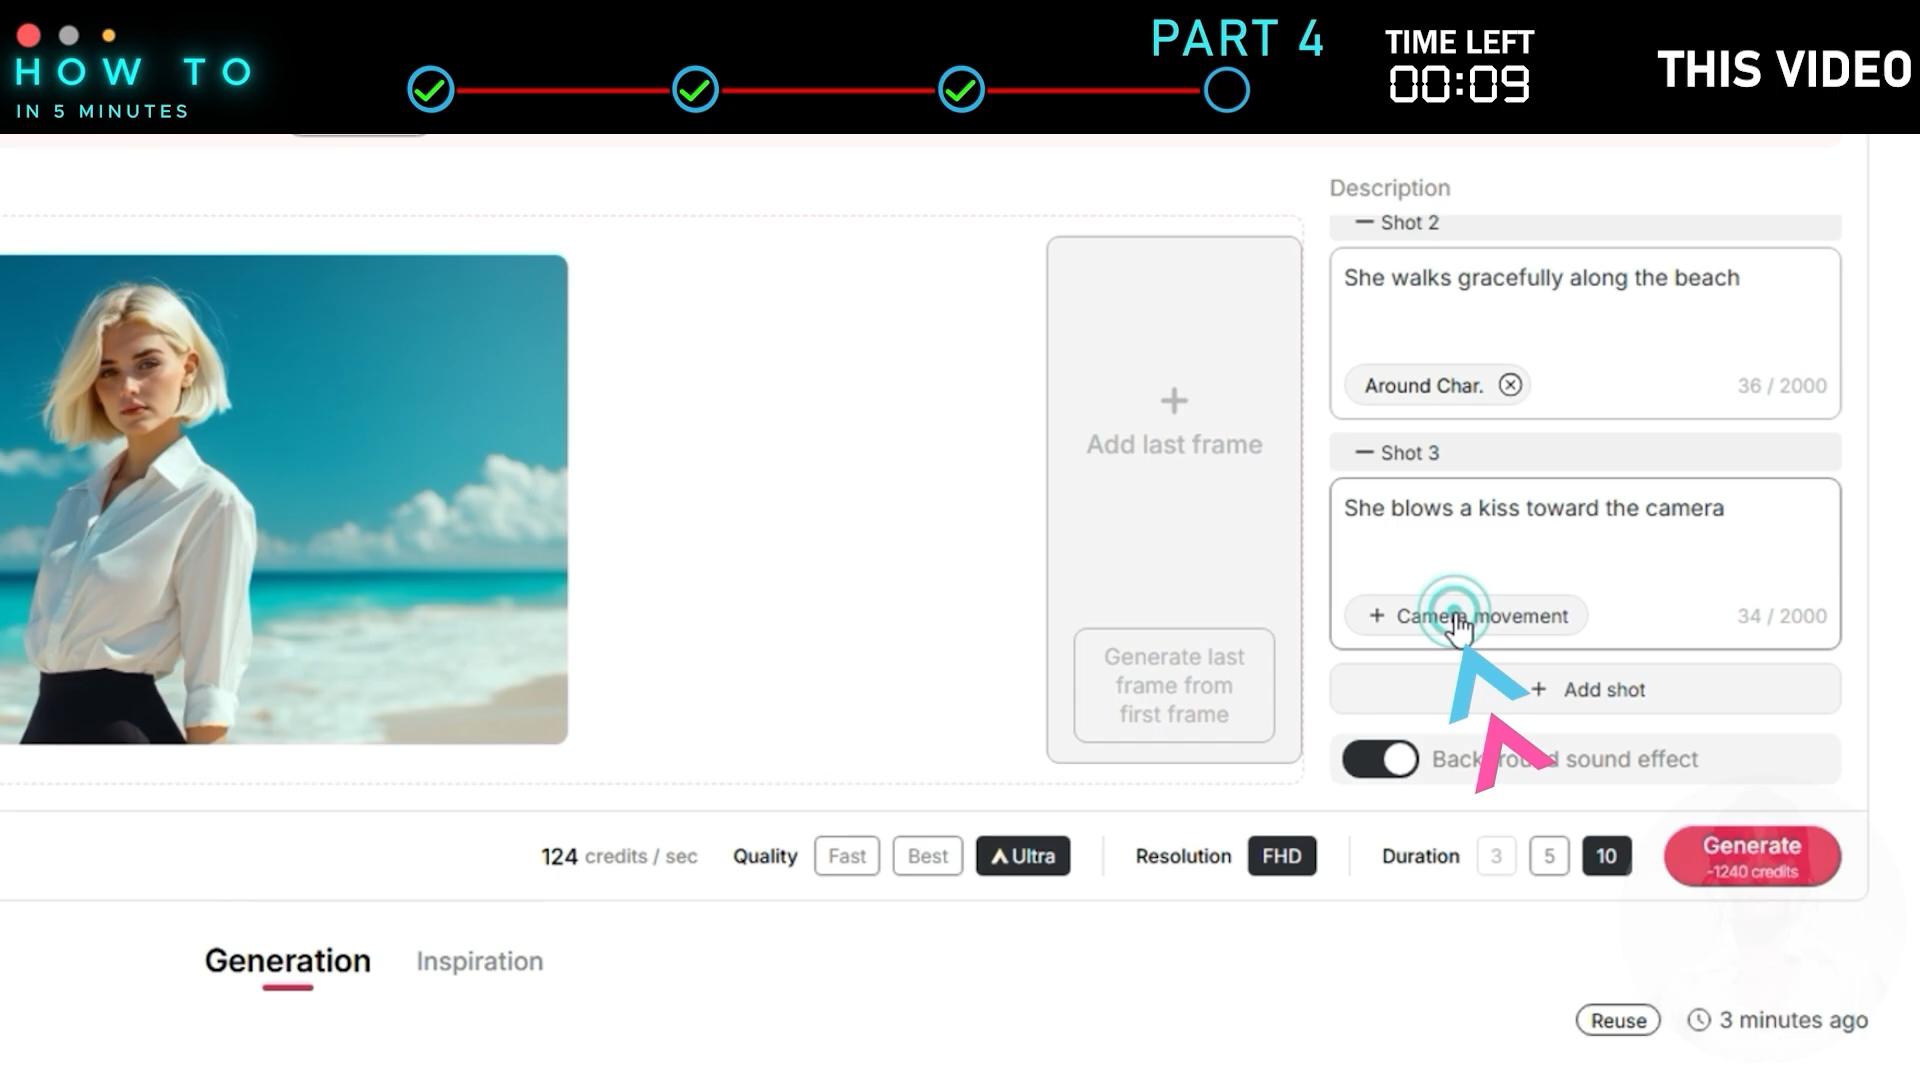 HOW TO
IN 5 MINUTES
PART 4
TIME LEFT
00:09
THIS VIDEO
Description
Shot 2
She walks gracefully along the beach
Around Char.
36 / 2000
Shot 3
She blows a kiss toward the camera
+ Camera movement
34 / 2000
+ Add shot
Background sound effect
+
Add last frame
Generate last
frame from
first frame
124 credits / sec
Quality
Fast
Best
Ultra
Resolution
FHD
Duration
3
5
10
Generate
-1240 credits
Generation
Inspiration
Reuse
3 minutes ago